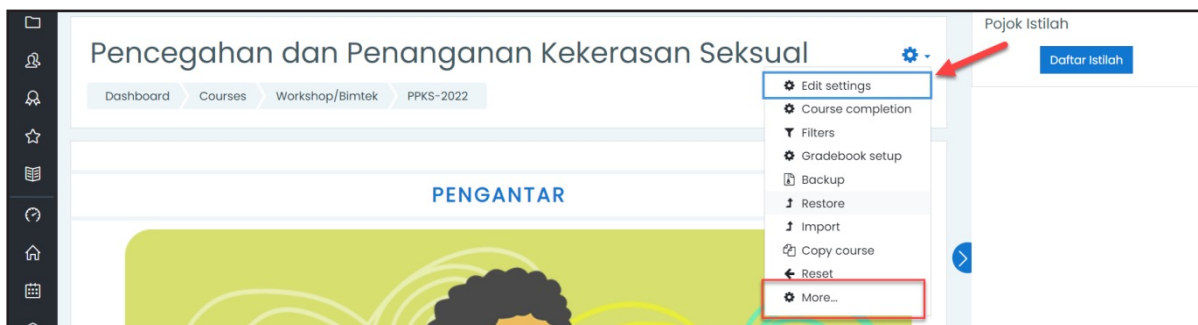 Pencegahan dan Penanganan Kekerasan Seksual
Dashboard Courses Workshop/Bimtek PPKS-2022
PENGANTAR
Edit settings
Course completion
Filters
Gradebook setup
Backup
Restore
Import
Copy course
Reset
More...
Pojok Istilah
Daftar Istilah